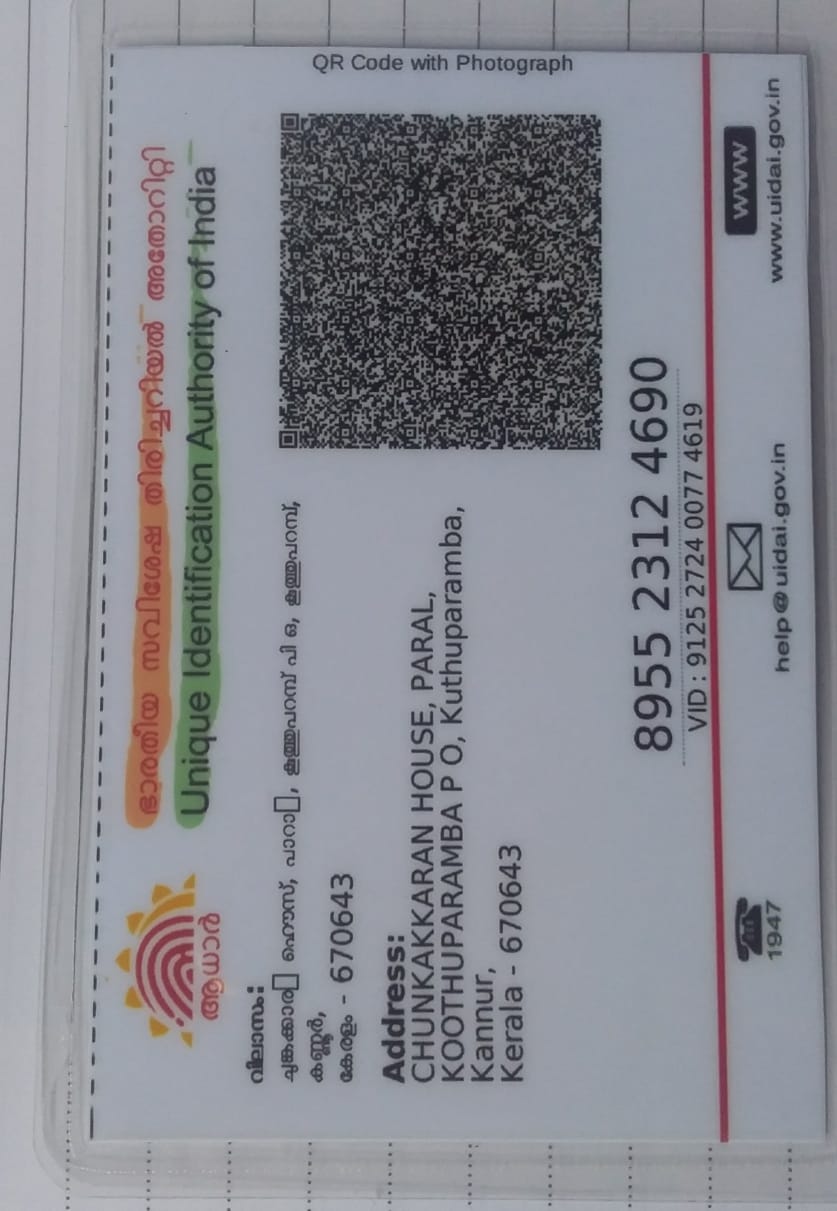 ഭാരതീയ സവിശേഷ തിരിച്ചറിയൽ അതോറിറ്റി
Unique Identification Authority of India
ആധാർ
QR Code with Photograph
വിലാസം:
ചുങ്കക്കാര□ ഹൌസ്, പാറാ□, കൂത്തുപറമ്പ് പി ഒ, കൂത്തുപറമ്പ്,
കണ്ണൂർ,
കേരളം - 670643
Address:
CHUNKAKKARAN HOUSE, PARAL,
KOOTHUPARAMBA P O, Kuthuparamba,
Kannur,
Kerala - 670643
8955 2312 4690
VID : 9125 2724 0077 4619
1947
help@uidai.gov.in
www
www.uidai.gov.in